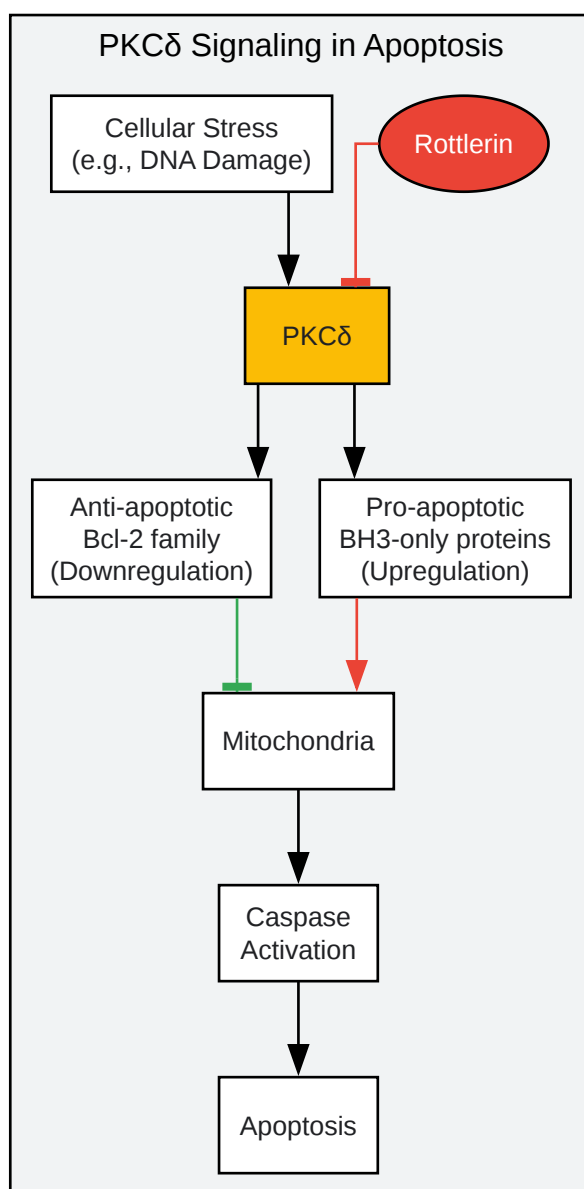 PKCδ Signaling in Apoptosis
Cellular Stress
(e.g., DNA Damage)
Rottlerin
PKCδ
Anti-apoptotic
Bcl-2 family
(Downregulation)
Pro-apoptotic
BH3-only proteins
(Upregulation)
Mitochondria
Caspase
Activation
Apoptosis